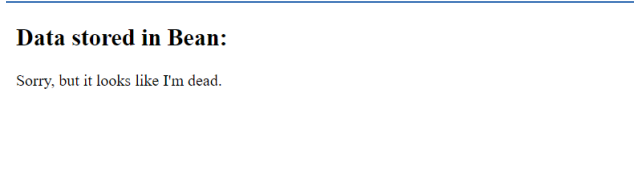 Data stored in Bean:
Sorry, but it looks like I'm dead.